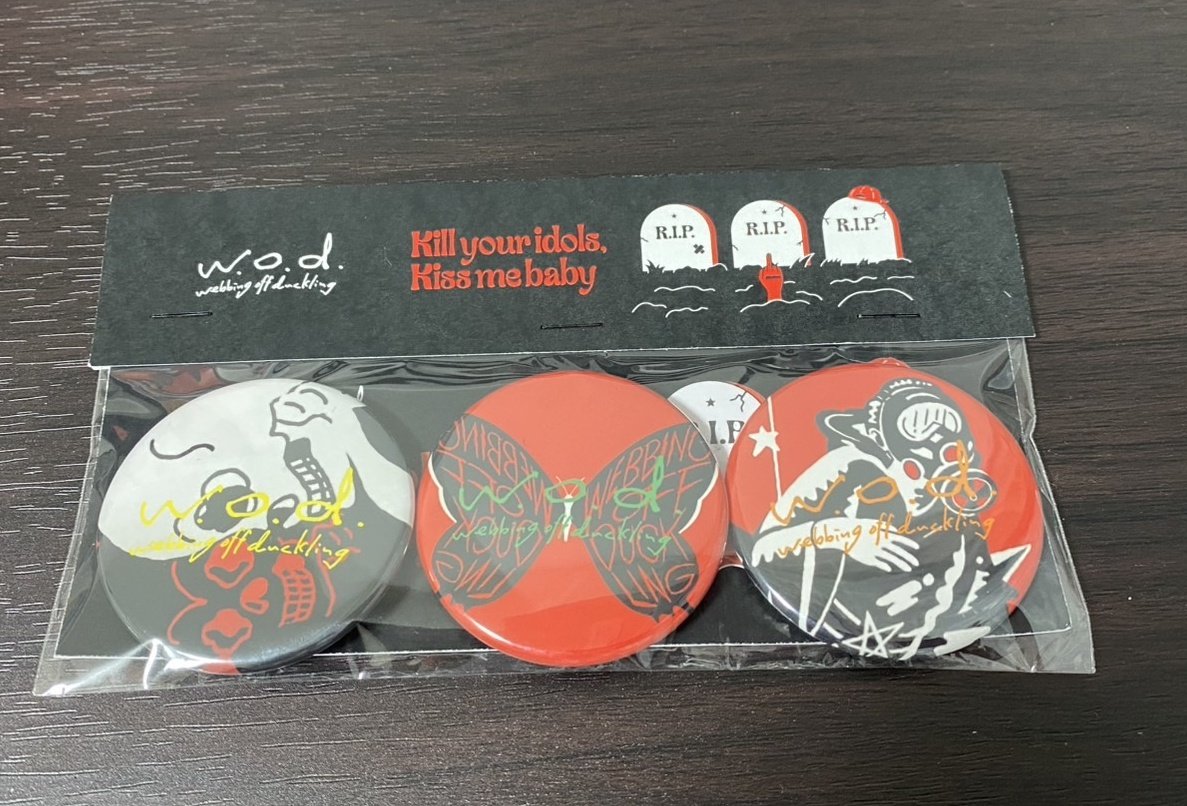 w.o.d.
webbing off duckling
Kill your idols,
Kiss me baby
R.I.P.
R.I.P.
R.I.P.
w.o.d.
webbing off duckling
w.o.d.
webbing off duckling
I.P.
w.o.d.
webbing off duckling